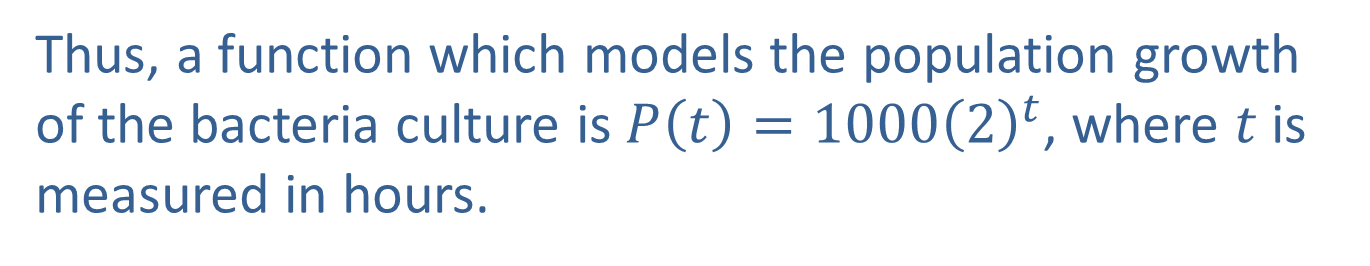 Thus, a function which models the population growth
of the bacteria culture is P(t) = 1000(2)^t, where t is
measured in hours.